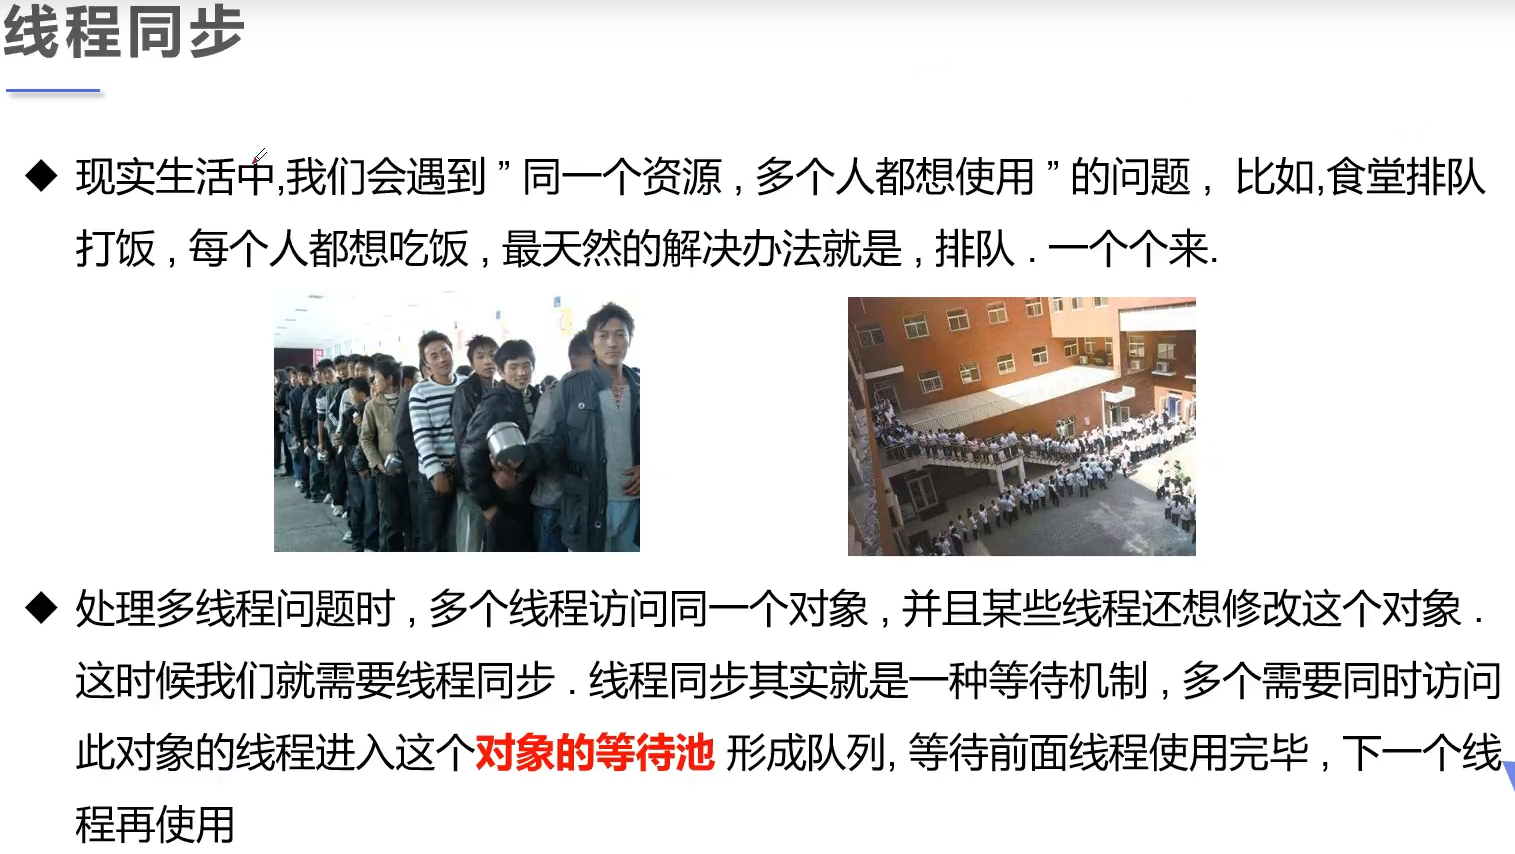 线程同步
现实生活中,我们会遇到 ” 同一个资源 , 多个人都想使用 ” 的问题 , 比如,食堂排队
打饭 , 每个人都想吃饭 , 最天然的解决办法就是 , 排队 . 一个个来.
处理多线程问题时 , 多个线程访问同一个对象 , 并且某些线程还想修改这个对象 .
这时候我们就需要线程同步 . 线程同步其实就是一种等待机制 , 多个需要同时访问
此对象的线程进入这个对象的等待池 形成队列, 等待前面线程使用完毕 , 下一个线
程再使用